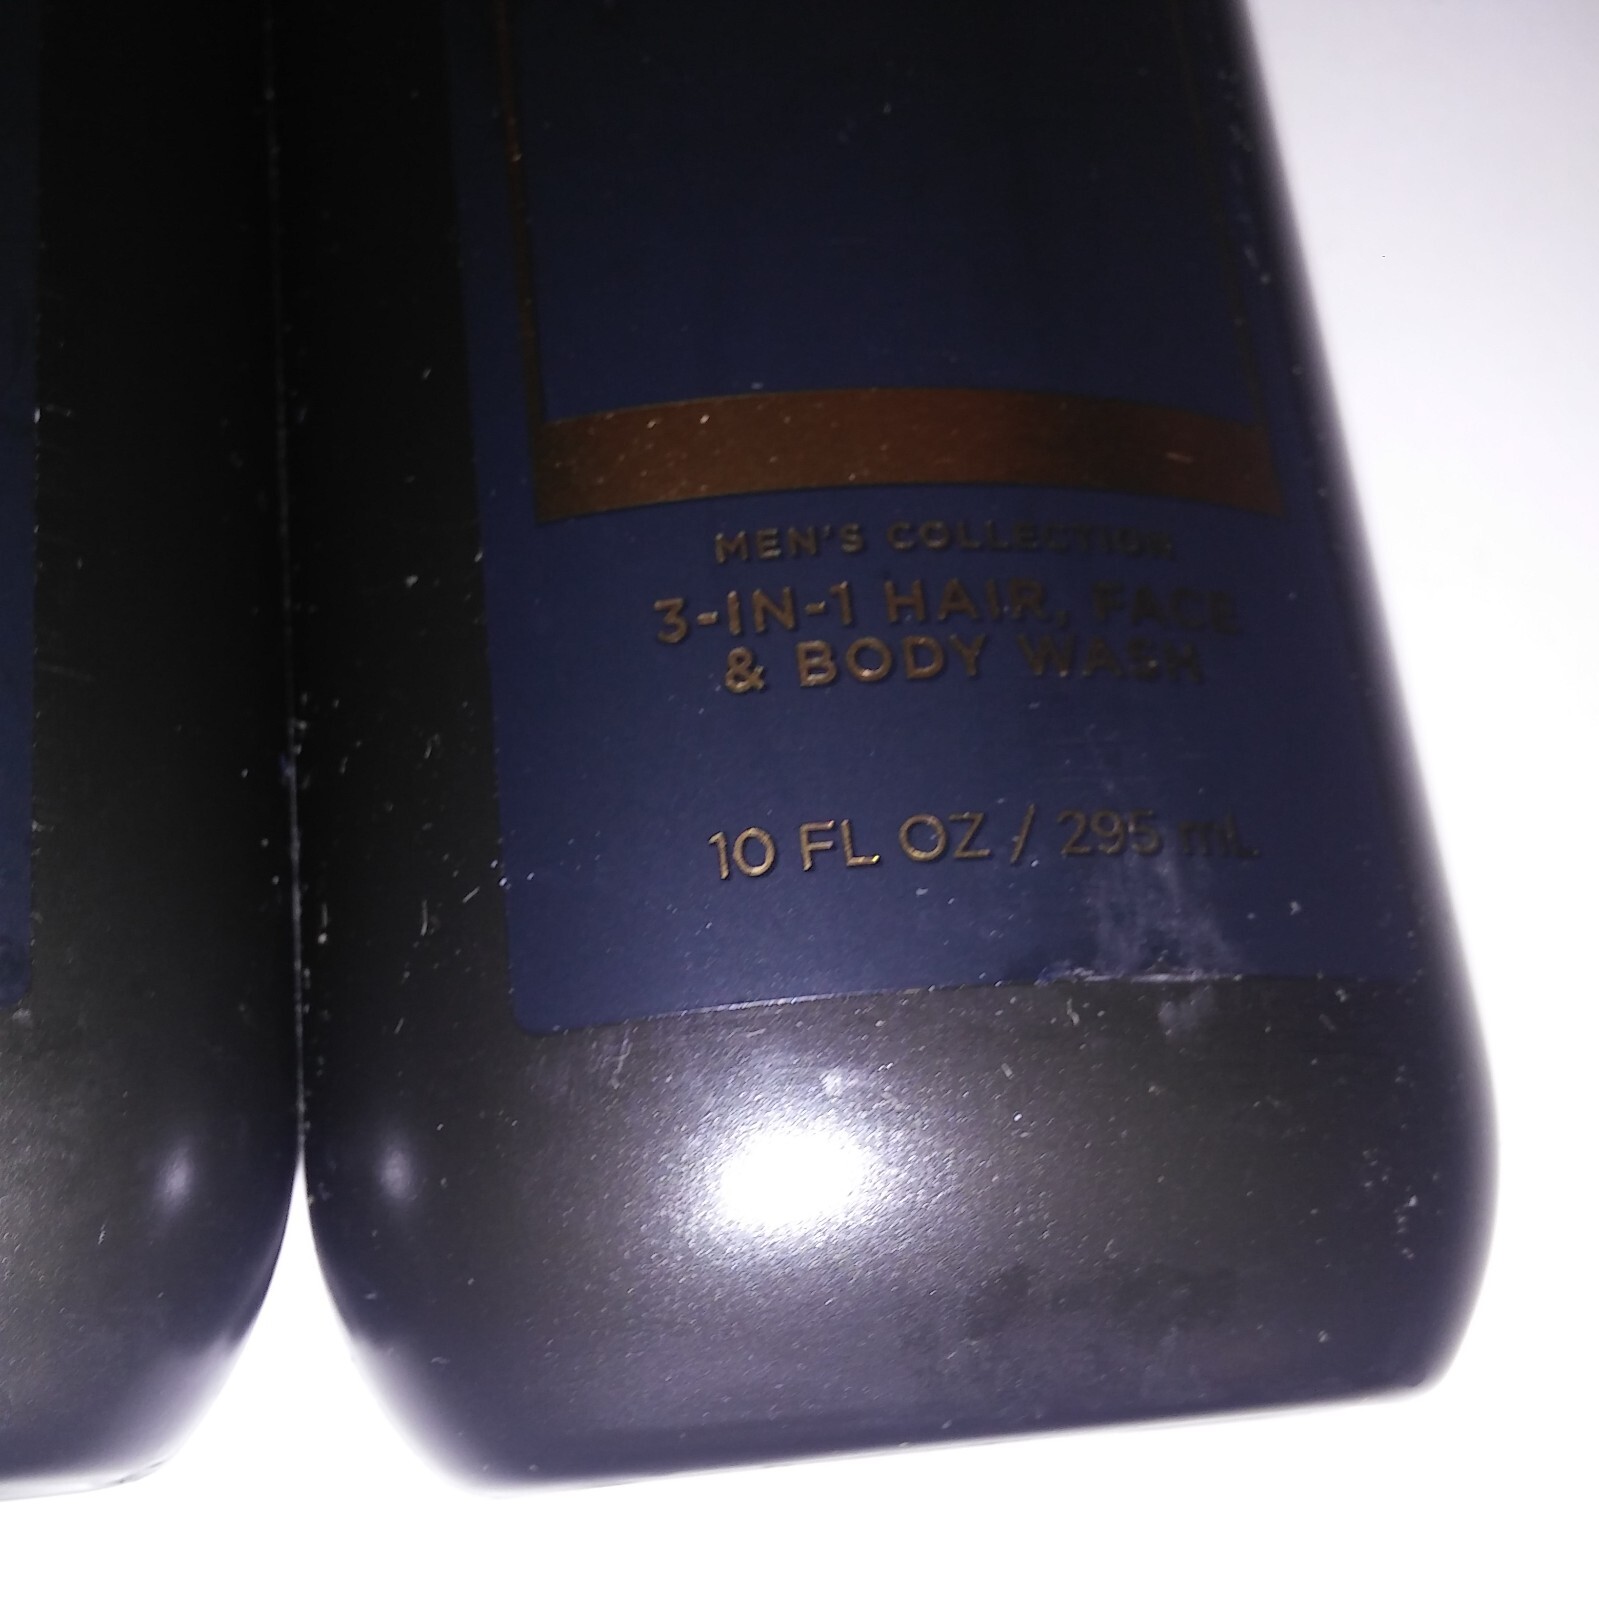 MEN'S COLLECTION
3-IN-1 HAIR, FACE
& BODY WASH
10 FL OZ / 295 mL